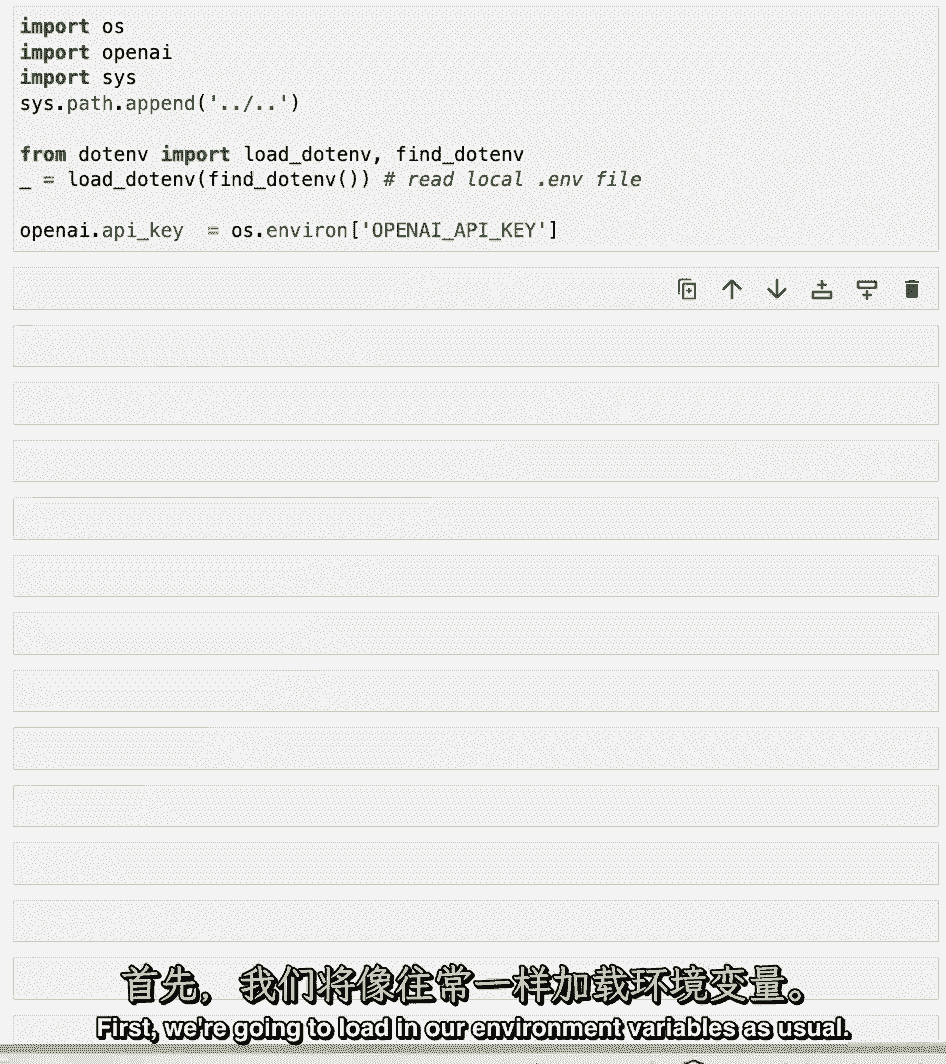 import os
import openai
import sys
sys.path.append('../..')
from dotenv import load_dotenv, find_dotenv
_ = load_dotenv(find_dotenv()) # read local .env file
openai.api_key  = os.environ['OPENAI_API_KEY']
首先，我们将像往常一样加载环境变量。
First, we're going to load in our environment variables as usual.